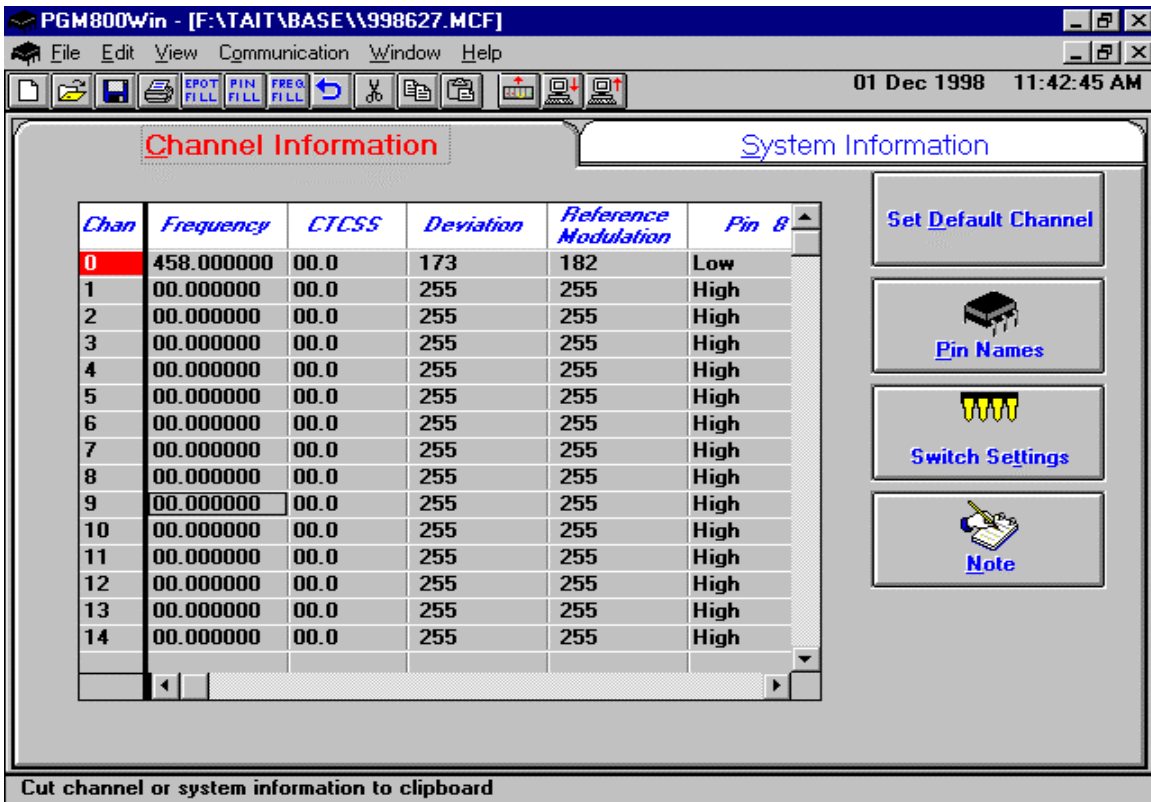 PGM800Win - [F:\TAIT\BASE\\998627.MCF]
File Edit View Communication Window Help
EPOT FILL PIN FILL FREQ FILL 01 Dec 1998 11:42:45 AM
Channel Information System Information
Chan Frequency CTCSS Deviation Reference Modulation Pin 8
0 458.000000 00.0 173 182 Low
1 00.000000 00.0 255 255 High
2 00.000000 00.0 255 255 High
3 00.000000 00.0 255 255 High
4 00.000000 00.0 255 255 High
5 00.000000 00.0 255 255 High
6 00.000000 00.0 255 255 High
7 00.000000 00.0 255 255 High
8 00.000000 00.0 255 255 High
9 00.000000 00.0 255 255 High
10 00.000000 00.0 255 255 High
11 00.000000 00.0 255 255 High
12 00.000000 00.0 255 255 High
13 00.000000 00.0 255 255 High
14 00.000000 00.0 255 255 High
Set Default Channel
Pin Names
Switch Settings
Note
Cut channel or system information to clipboard